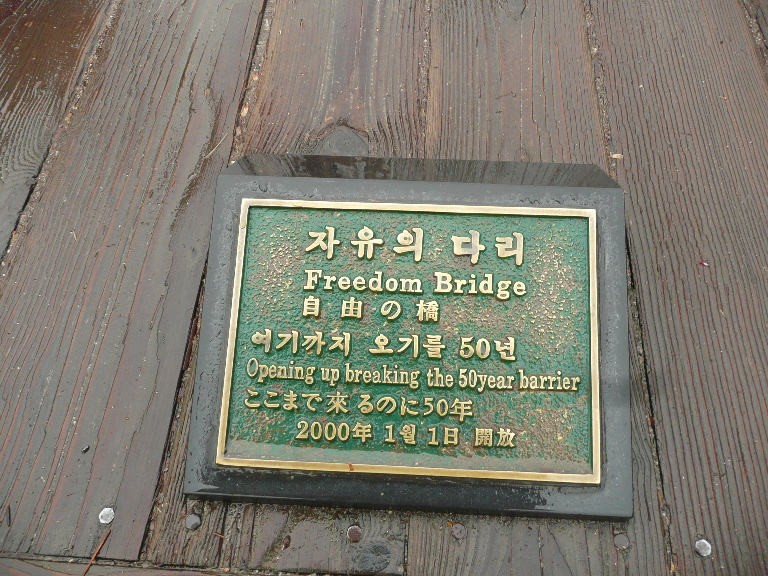 자유의 다리
Freedom Bridge
自由の橋
여기까지 오기를 50년
Opening up breaking the 50year barrier
ここまで來るのに50年
2000年 1월 1日 開放